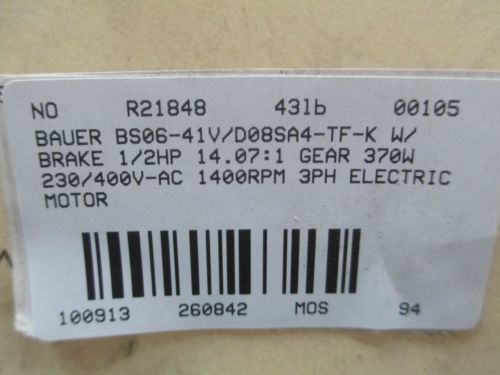 NO R21848 43lb 00105
BAUER BS06-41V/D08SA4-TF-K W/
BRAKE 1/2HP 14.07:1 GEAR 370W
230/400V-AC 1400RPM 3PH ELECTRIC
MOTOR
100913 260842 MOS 94